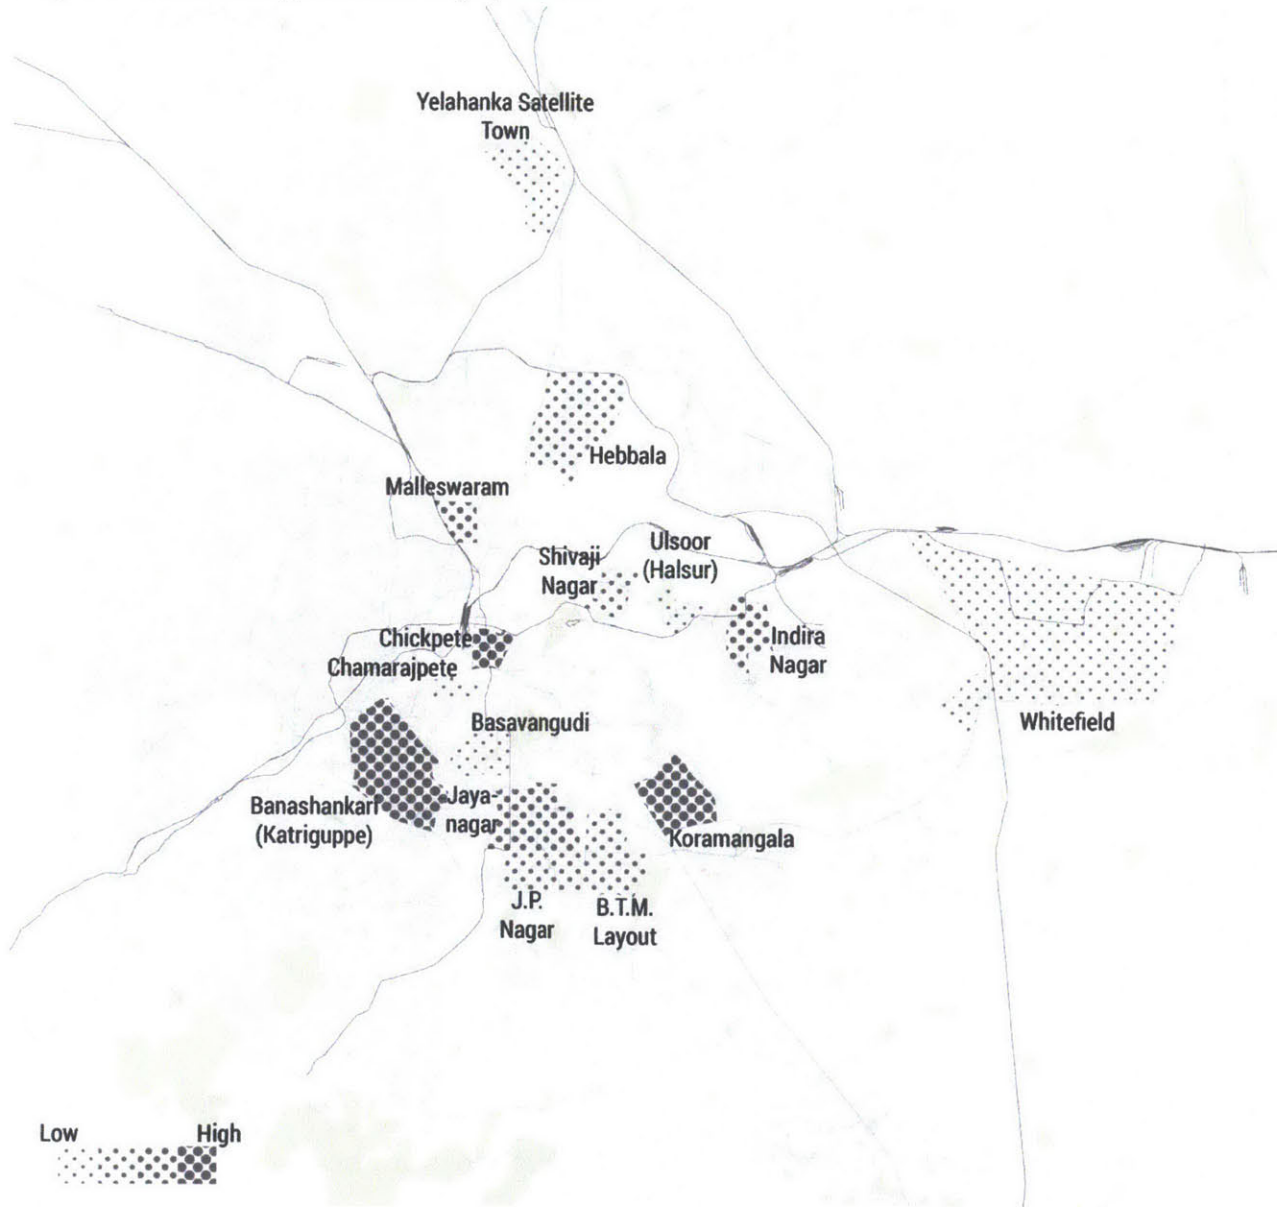 Yelahanka Satellite
Town
Hebbala
Malleswaram
Shivaji
Nagar
Ulsoor
(Halsur)
Chickpete
Chamarajpete
Indira
Nagar
Basavangudi
Whitefield
Banashankari
(Katriguppe)
Jaya-
nagar
Koramangala
J.P.
Nagar
B.T.M.
Layout
Low
High